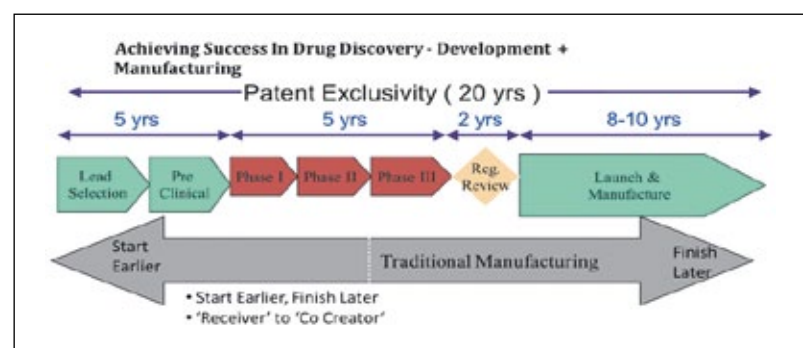 Achieving Success In Drug Discovery - Development +
Manufacturing
Patent Exclusivity ( 20 yrs )
5 yrs
5 yrs
2 yrs
8-10 yrs
Lead
Selection
Pre
Clinical
Phase I
Phase II
Phase III
Reg.
Review
Launch &
Manufacture
Start
Earlier
Traditional Manufacturing
Finish
Later
• Start Earlier, Finish Later
• 'Receiver' to 'Co Creator'